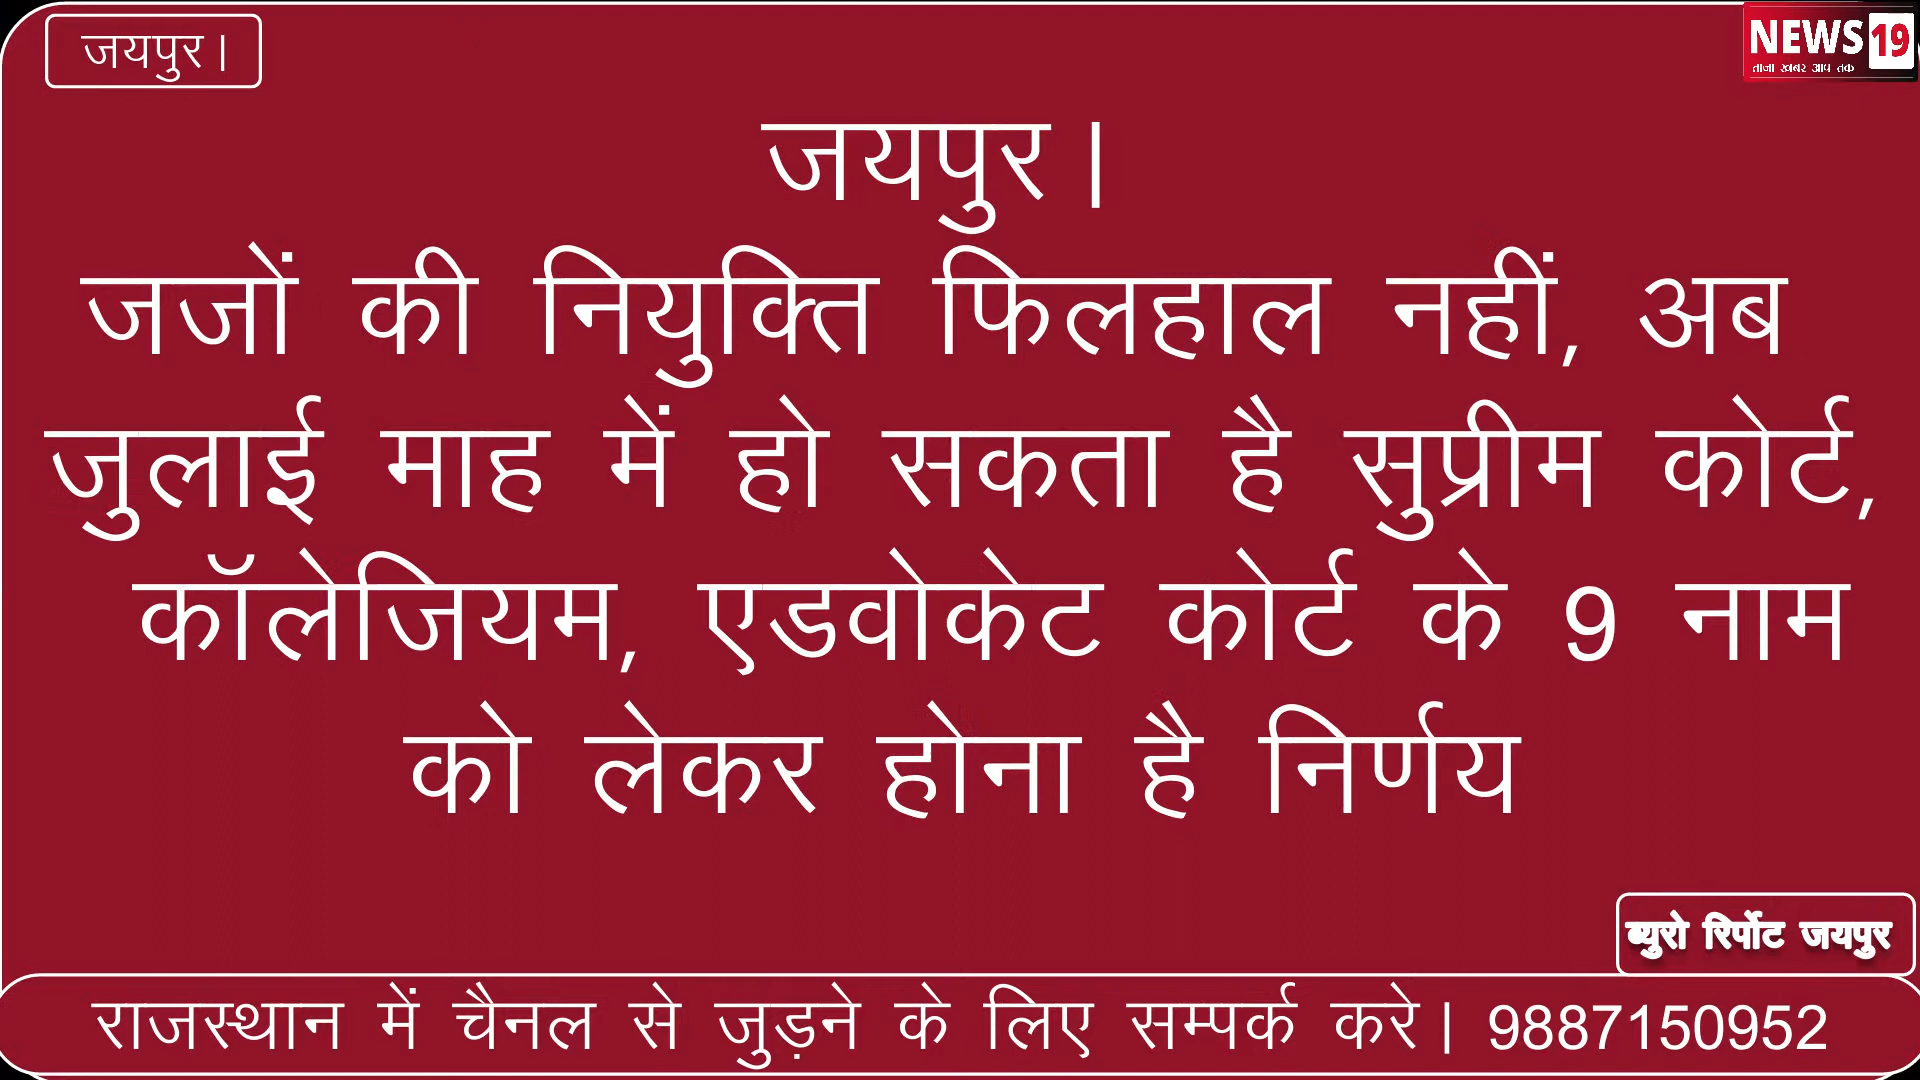 जयपुर।
NEWS 19
ताजा खबर आप तक
जयपुर।
जजों की नियुक्ति फिलहाल नहीं, अब
जुलाई माह में हो सकता है सुप्रीम कोर्ट,
कॉलेजियम, एडवोकेट कोर्ट के 9 नाम
को लेकर होना है निर्णय
ब्युरो रिर्पोट जयपुर
राजस्थान में चैनल से जुड़ने के लिए सम्पर्क करे। 9887150952